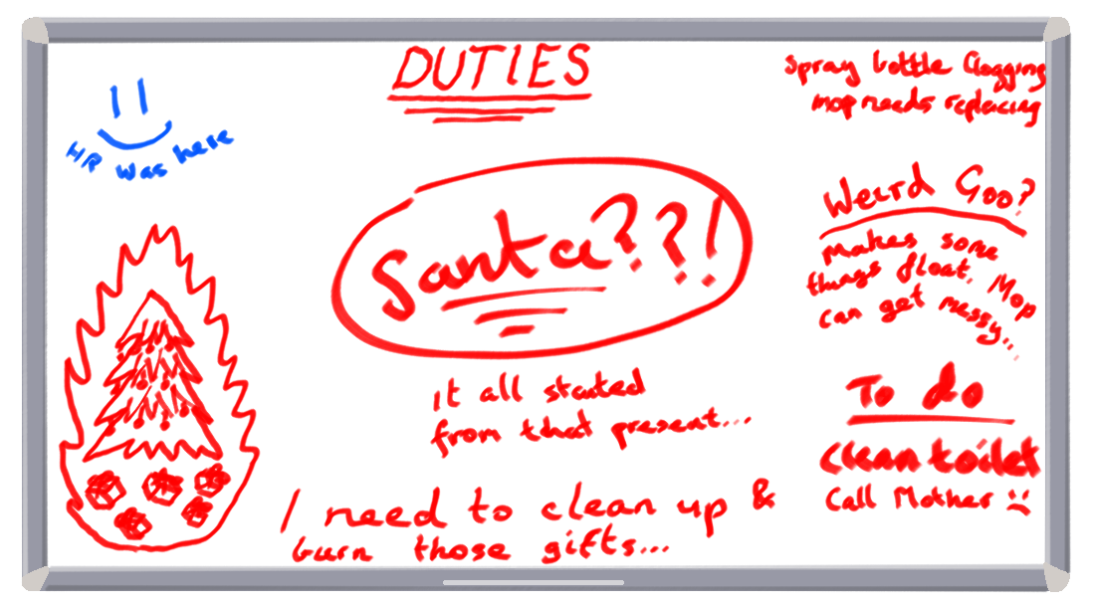 DUTIES
HR was here
Spray bottle Clogging
mop needs replacing
Weird Goo?
makes some
things float. Mop
can get messy...
Santa??!
It all started
from that present...
I need to clean up &
burn those gifts...
To do
clean toilet
Call Mother :(